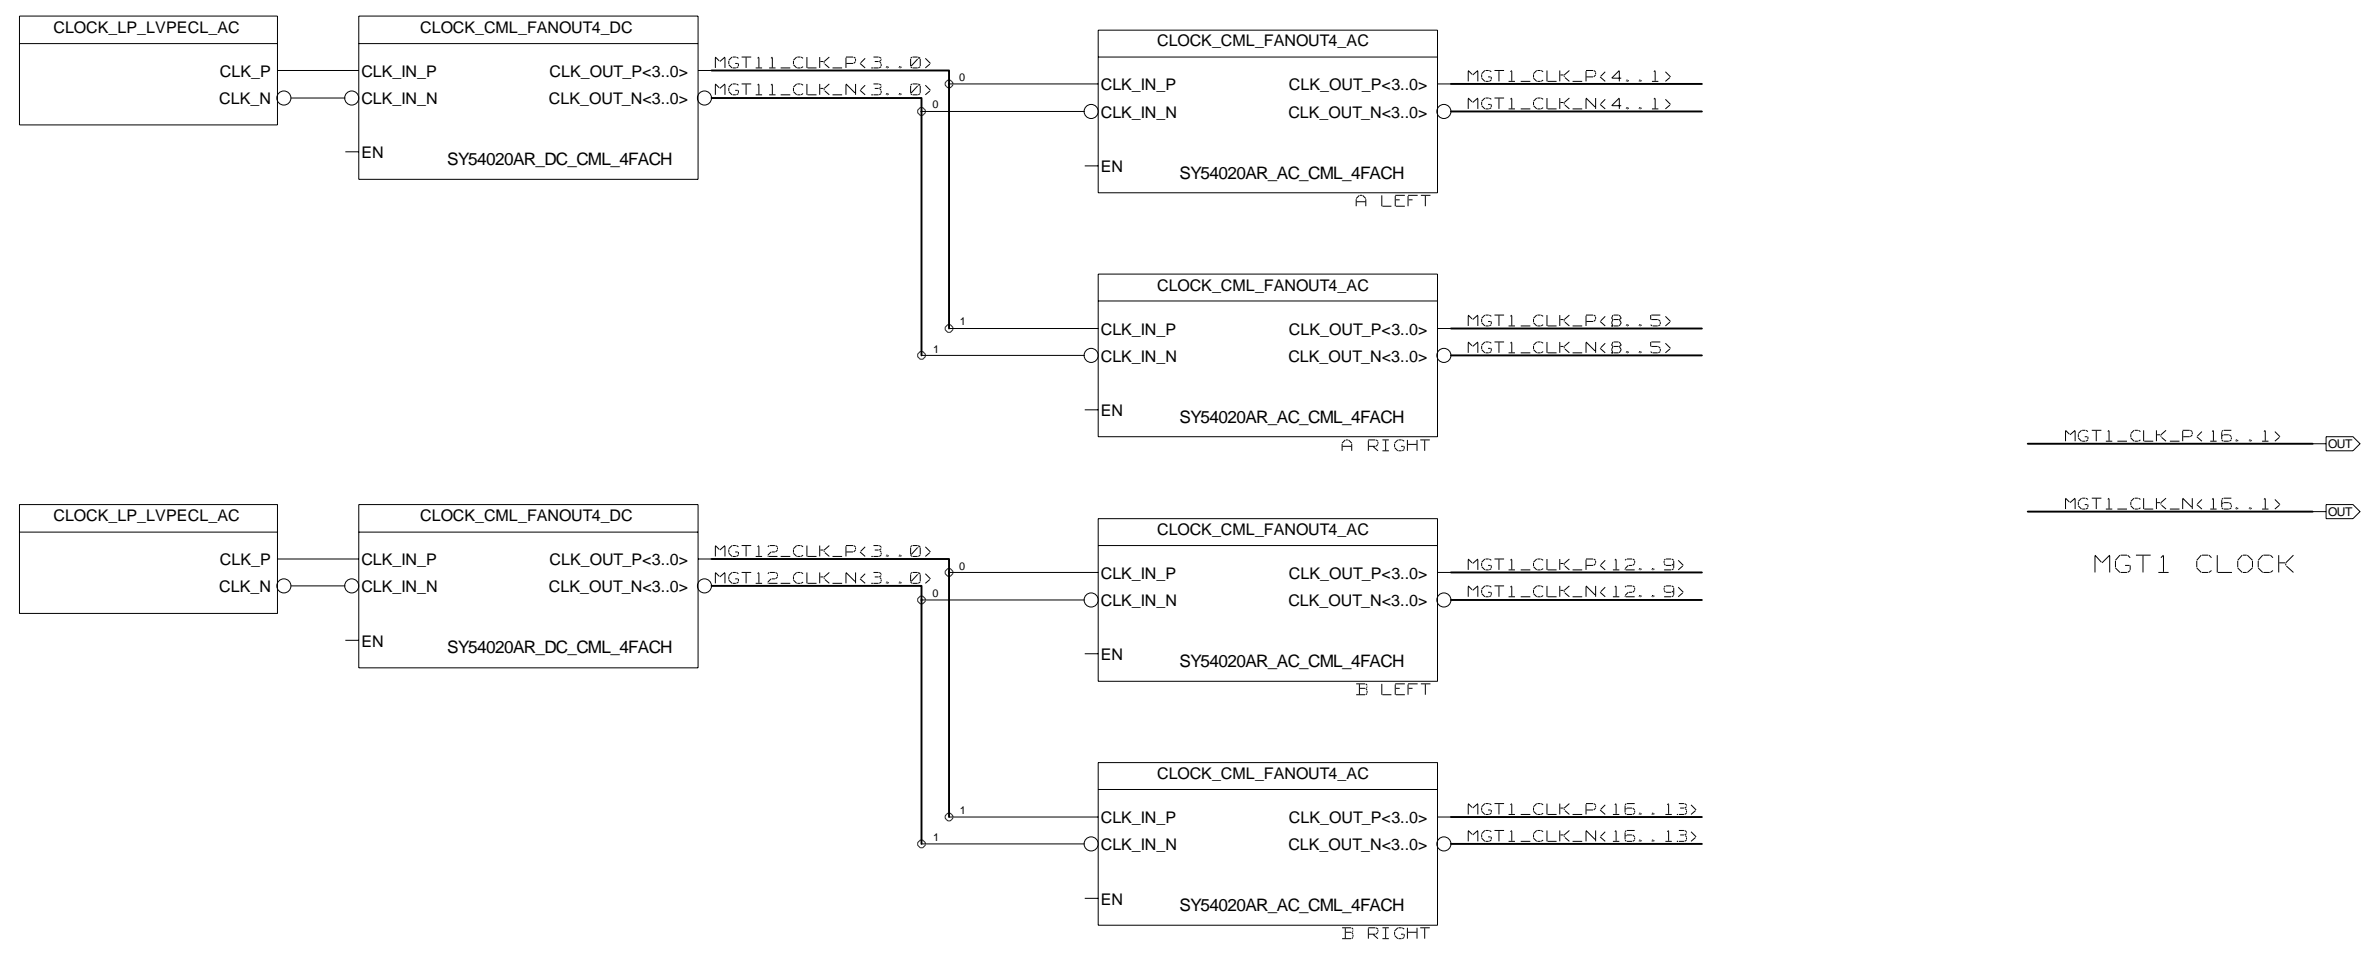 CLOCK_LP_LVPECL_AC
CLK_P
CLK_N
CLOCK_CML_FANOUT4_DC
CLK_IN_P CLK_OUT_P<3..0>
CLK_IN_N CLK_OUT_N<3..0>
EN SY54020AR_DC_CML_4FACH
MGT11_CLK_P<3..0>
MGT11_CLK_N<3..0>
0
0
1
1
CLOCK_CML_FANOUT4_AC
CLK_IN_P CLK_OUT_P<3..0>
CLK_IN_N CLK_OUT_N<3..0>
EN SY54020AR_AC_CML_4FACH
A LEFT
MGT1_CLK_P<4..1>
MGT1_CLK_N<4..1>
CLOCK_CML_FANOUT4_AC
CLK_IN_P CLK_OUT_P<3..0>
CLK_IN_N CLK_OUT_N<3..0>
EN SY54020AR_AC_CML_4FACH
A RIGHT
MGT1_CLK_P<8..5>
MGT1_CLK_N<8..5>
MGT1_CLK_P<16..1> OUT
MGT1_CLK_N<16..1> OUT
MGT1 CLOCK
CLOCK_LP_LVPECL_AC
CLK_P
CLK_N
CLOCK_CML_FANOUT4_DC
CLK_IN_P CLK_OUT_P<3..0>
CLK_IN_N CLK_OUT_N<3..0>
EN SY54020AR_DC_CML_4FACH
MGT12_CLK_P<3..0>
MGT12_CLK_N<3..0>
0
0
1
1
CLOCK_CML_FANOUT4_AC
CLK_IN_P CLK_OUT_P<3..0>
CLK_IN_N CLK_OUT_N<3..0>
EN SY54020AR_AC_CML_4FACH
B LEFT
MGT1_CLK_P<12..9>
MGT1_CLK_N<12..9>
CLOCK_CML_FANOUT4_AC
CLK_IN_P CLK_OUT_P<3..0>
CLK_IN_N CLK_OUT_N<3..0>
EN SY54020AR_AC_CML_4FACH
B RIGHT
MGT1_CLK_P<16..13>
MGT1_CLK_N<16..13>